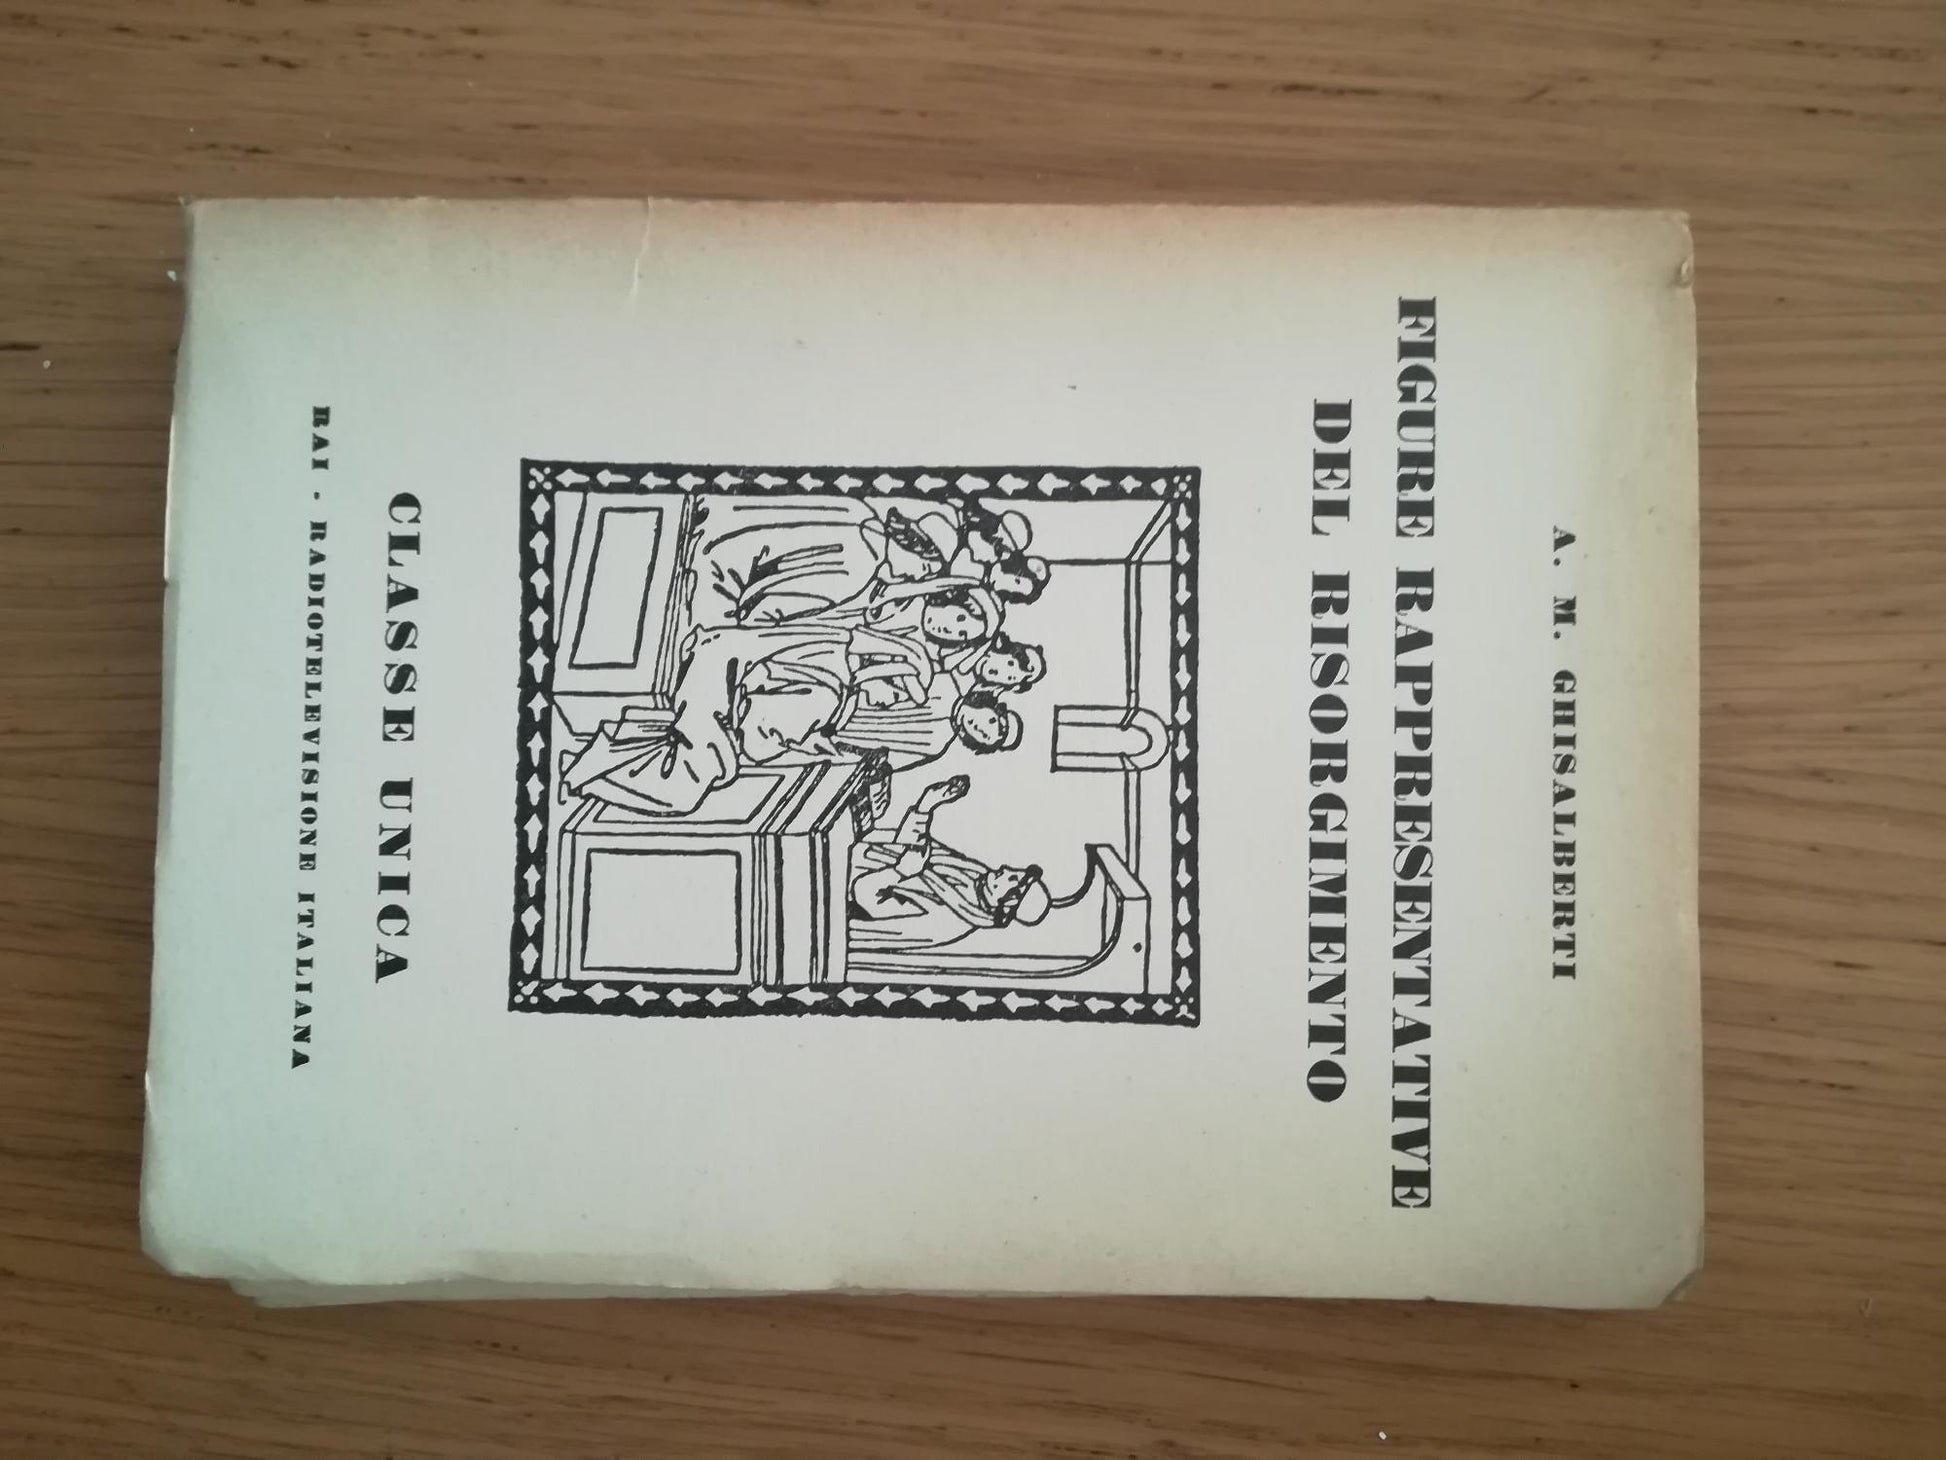 A. M. GHISALBERTI
FIGURE RAPPRESENTATIVE
DEL RISORGIMENTO
CLASSE UNICA
RAI · RADIOTELEVISIONE ITALIANA